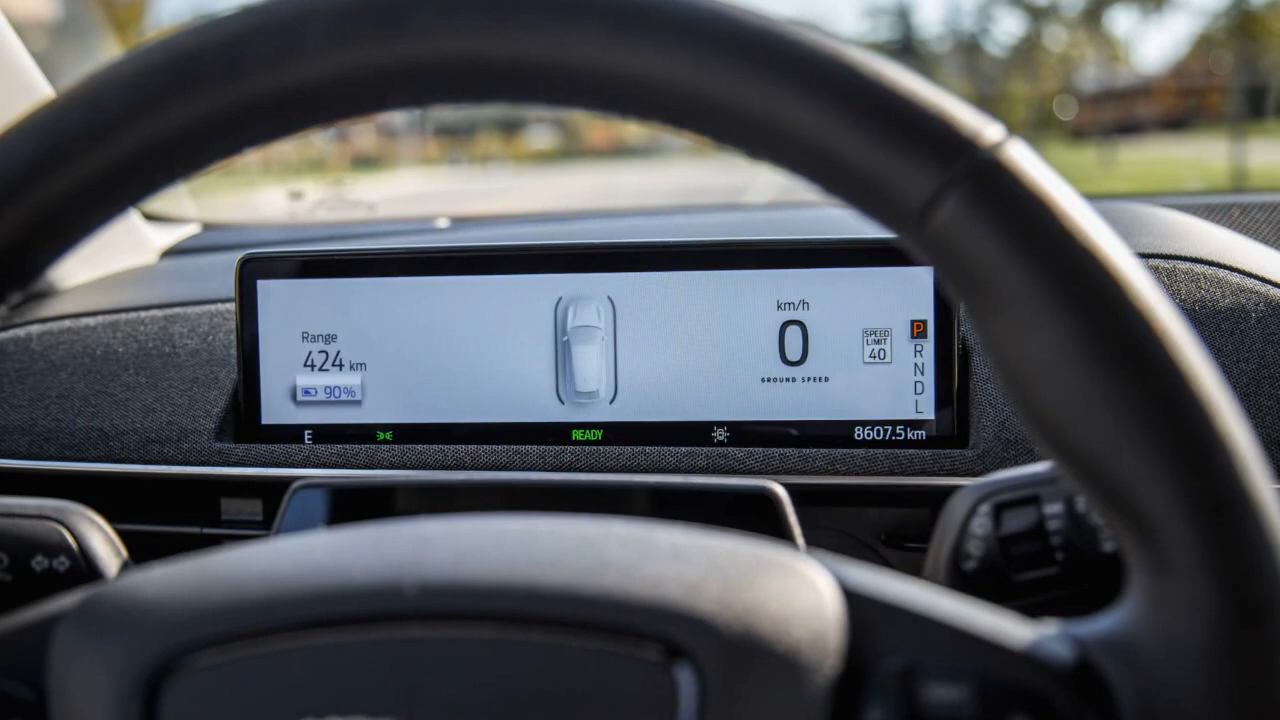 Range
424 km
90%
km/h
0
GROUND SPEED
SPEED
LIMIT
40
P
R
N
D
L
E
READY
8607.5 km